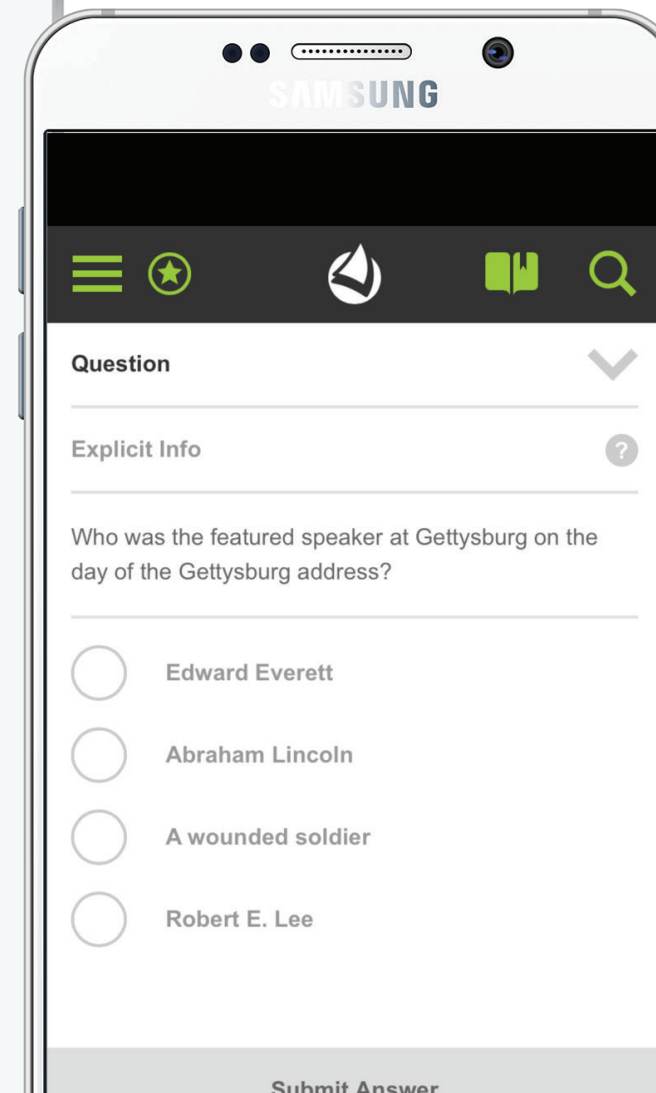 SAMSUNG
Question
Explicit Info
?
Who was the featured speaker at Gettysburg on the
day of the Gettysburg address?
Edward Everett
Abraham Lincoln
A wounded soldier
Robert E. Lee
Submit Answer